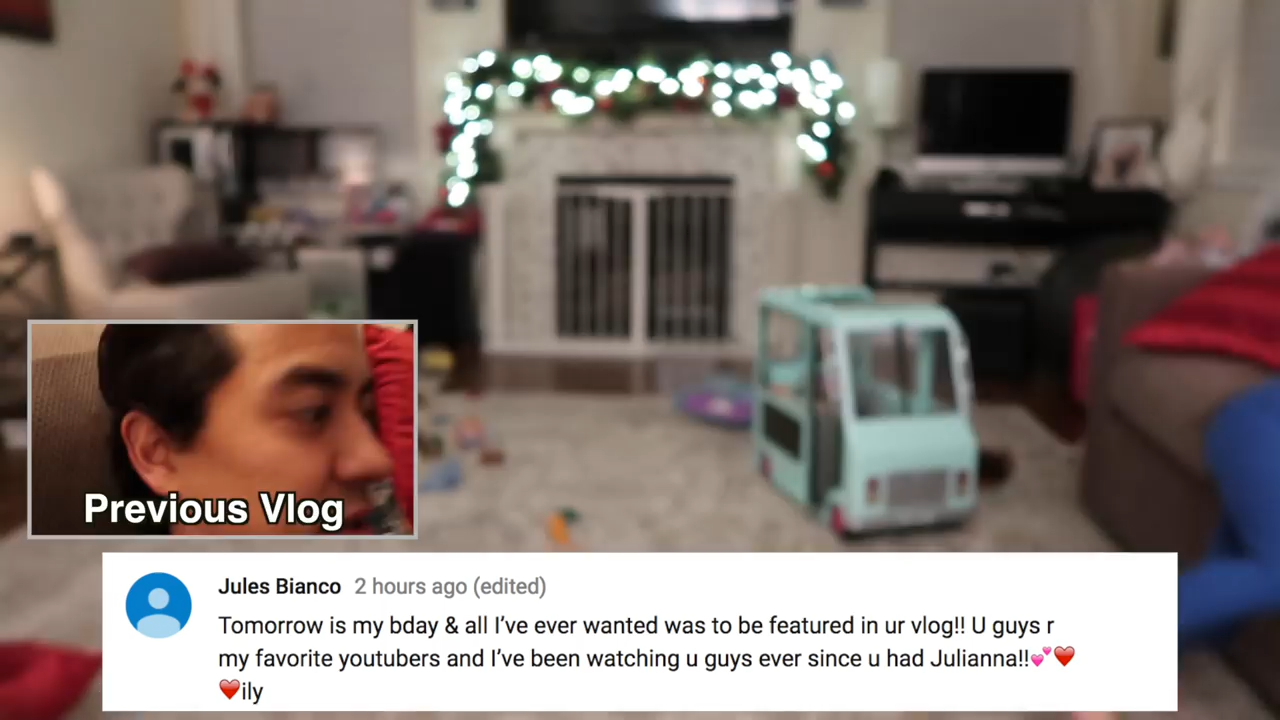 Previous Vlog
Jules Bianco 2 hours ago (edited)
Tomorrow is my bday & all I’ve ever wanted was to be featured in ur vlog!! U guys r
my favorite youtubers and I’ve been watching u guys ever since u had Julianna!!💕❤️
❤️ily